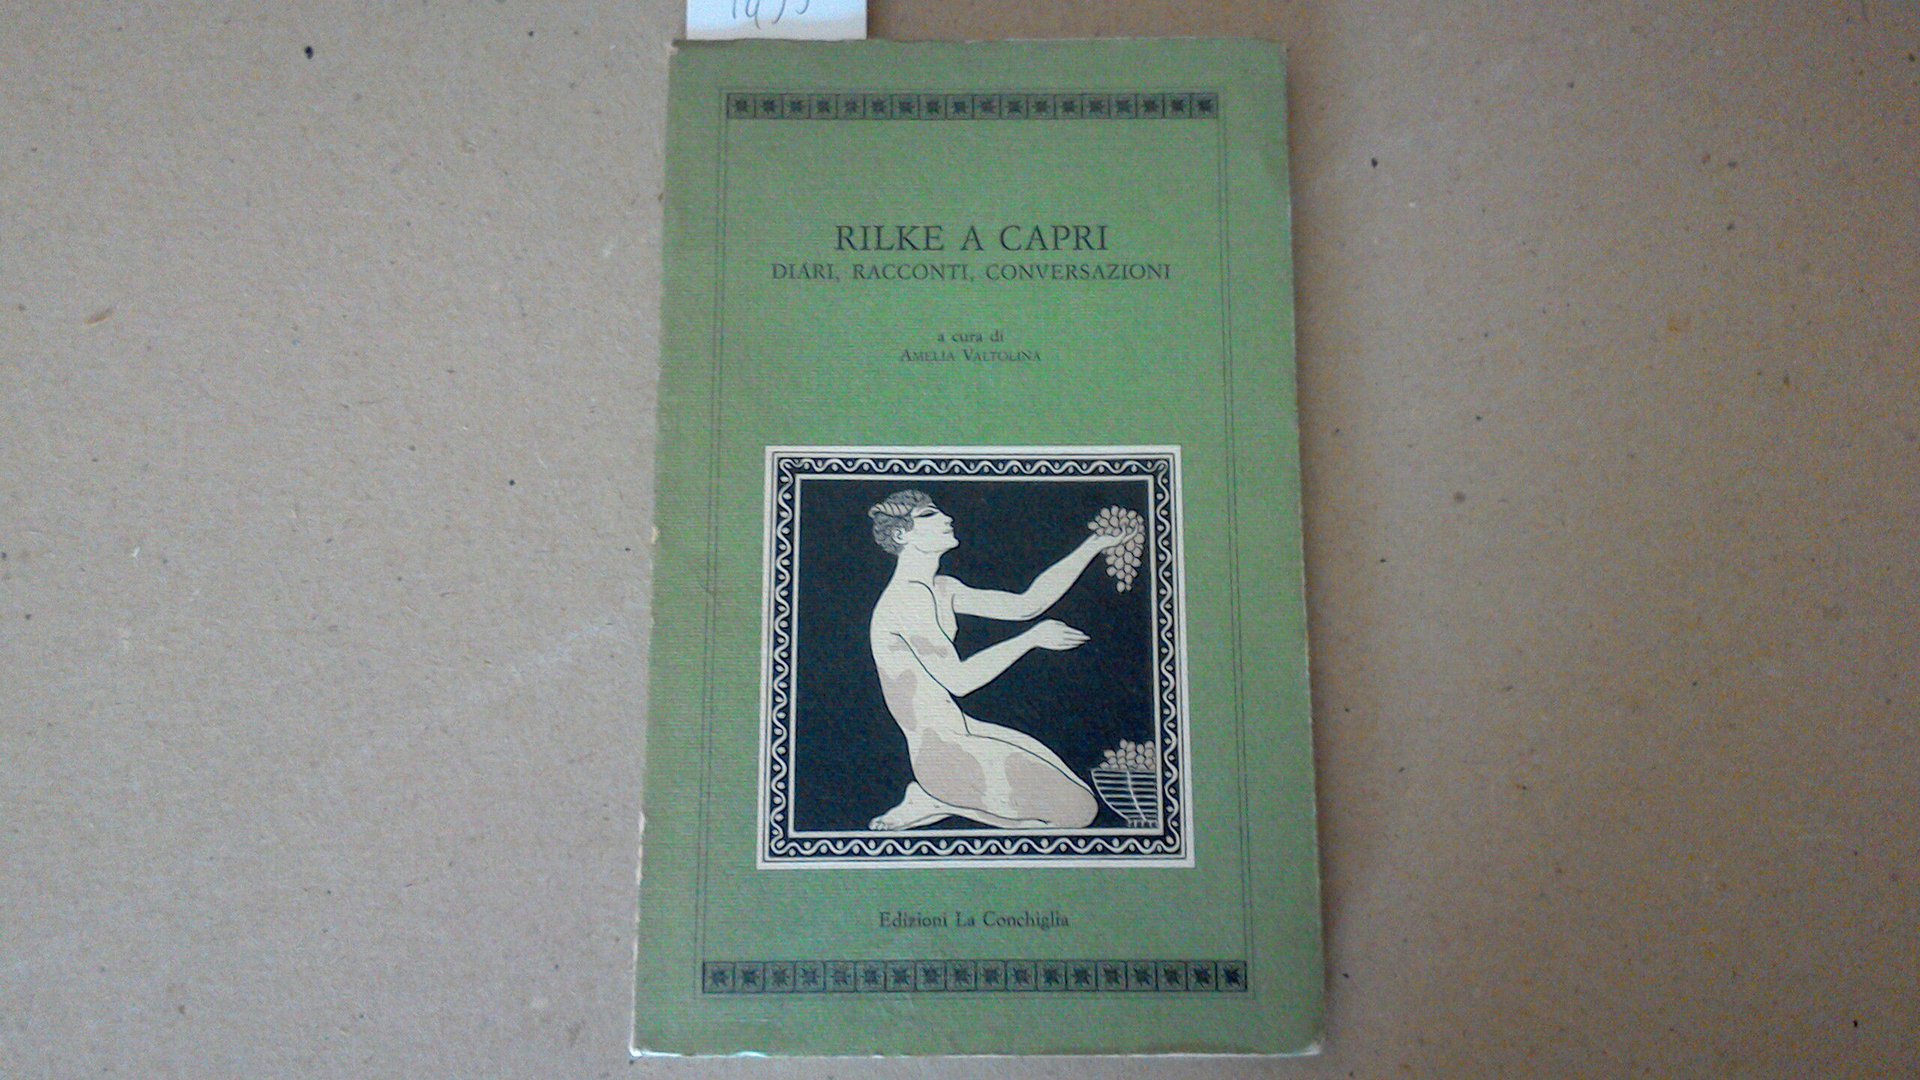 RILKE A CAPRI
DIARI, RACCONTI, CONVERSAZIONI
a cura di
AMELIA VALTOLINA
Edizioni La Conchiglia